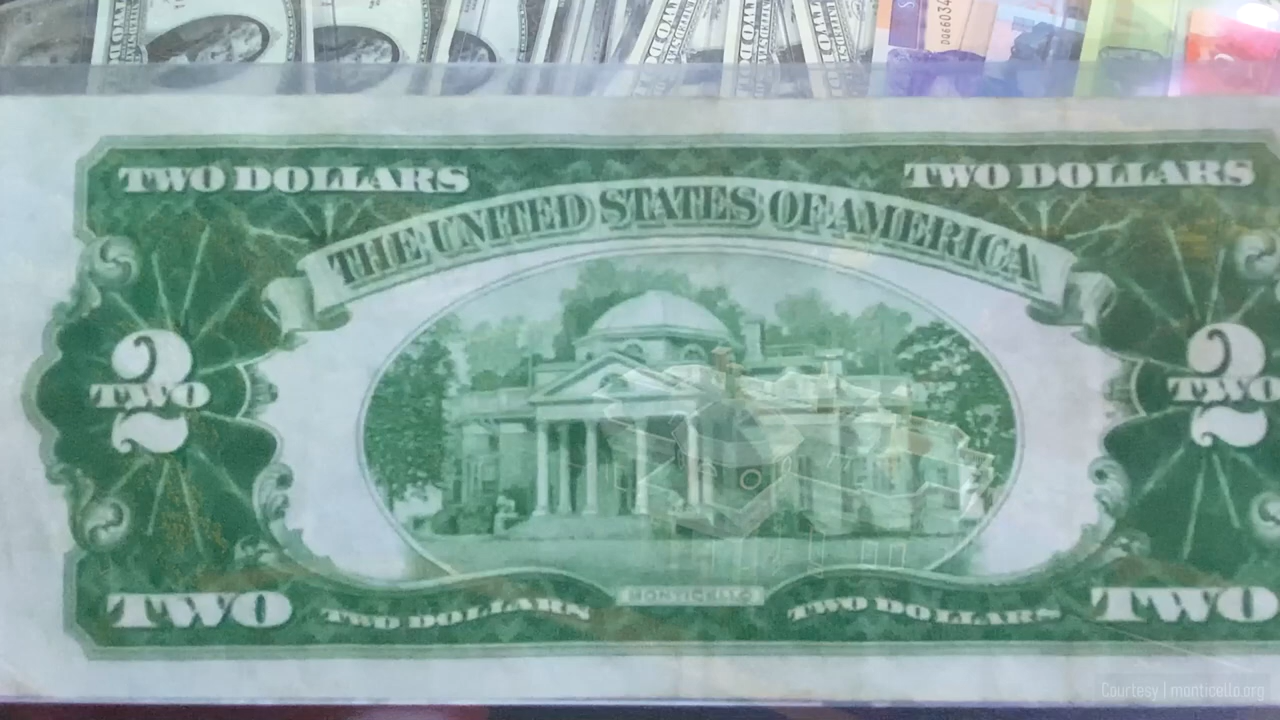 DQ66034
TWO DOLLARS
TWO DOLLARS
THE UNITED STATES OF AMERICA
2
TWO
2
TWO
MONTICELLO
TWO
TWO DOLLARS
TWO DOLLARS
TWO
Courtesy | monticello.org